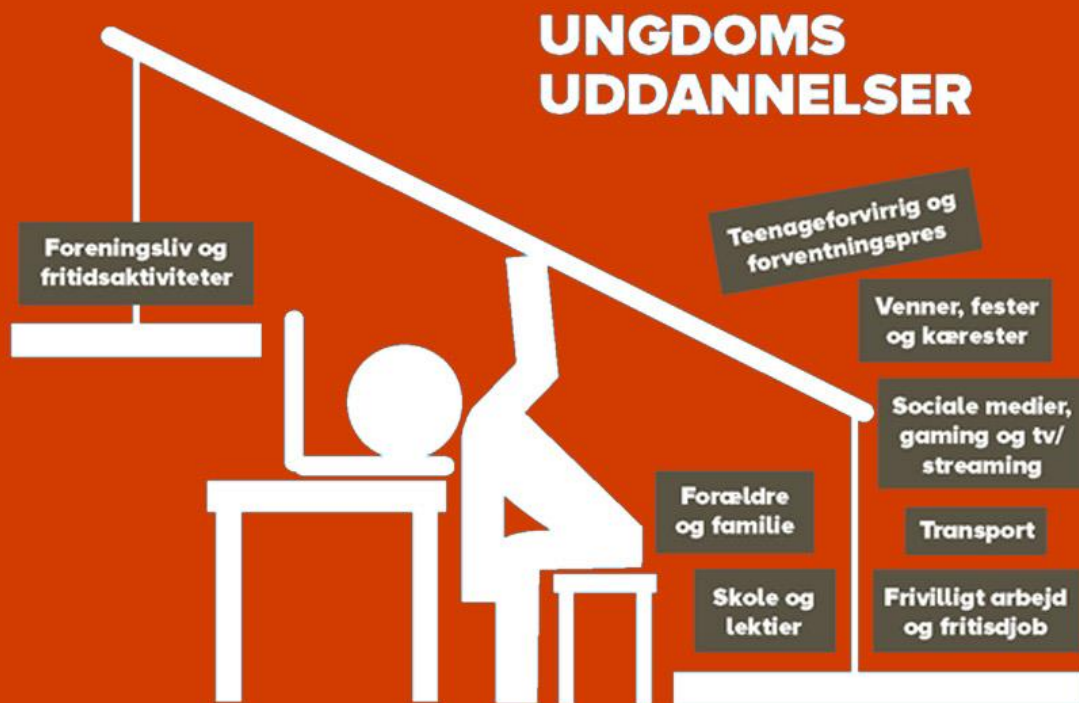 UNGDOMS
UDDANNELSER
Foreningsliv og
fritidsaktiviteter
Teenageforvirrig og
forventningspres
Venner, fester
og kærester
Sociale medier,
gaming og tv/
streaming
Forældre
og familie
Transport
Skole og
lektier
Frivilligt arbejd
og fritisdjob